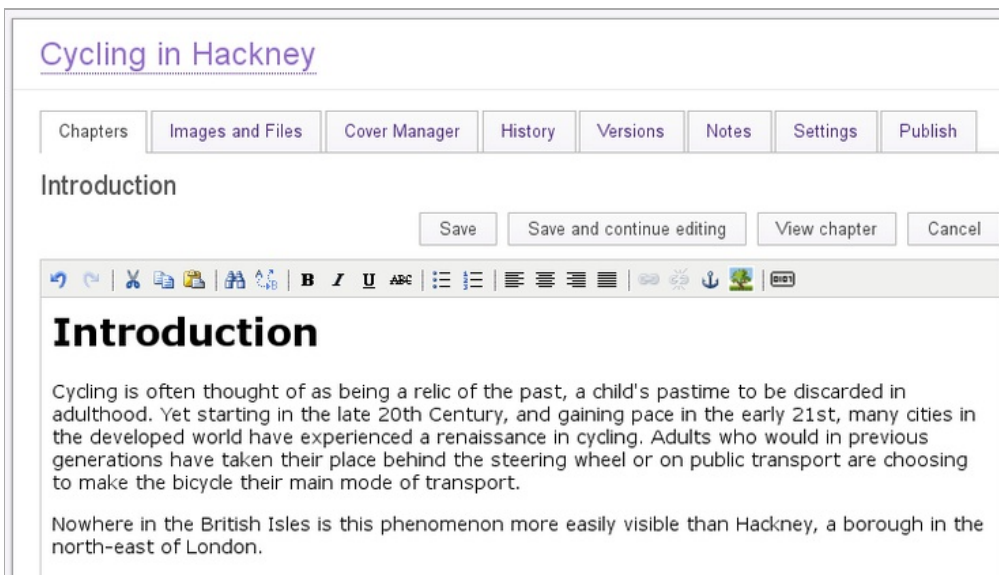 Cycling in Hackney
Chapters Images and Files Cover Manager History Versions Notes Settings Publish
Introduction
Save Save and continue editing View chapter Cancel
B I U ABC
Introduction
Cycling is often thought of as being a relic of the past, a child's pastime to be discarded in
adulthood. Yet starting in the late 20th Century, and gaining pace in the early 21st, many cities in
the developed world have experienced a renaissance in cycling. Adults who would in previous
generations have taken their place behind the steering wheel or on public transport are choosing
to make the bicycle their main mode of transport.
Nowhere in the British Isles is this phenomenon more easily visible than Hackney, a borough in the
north-east of London.